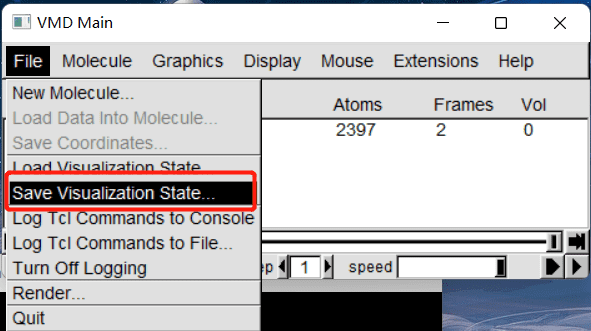 VMD Main
File Molecule Graphics Display Mouse Extensions Help
New Molecule...
Load Data Into Molecule...
Save Coordinates...
Load Visualization State
Save Visualization State...
Log Tcl Commands to Console
Log Tcl Commands to File...
Turn Off Logging
Render...
Quit
Atoms Frames Vol
2397 2 0
1 speed